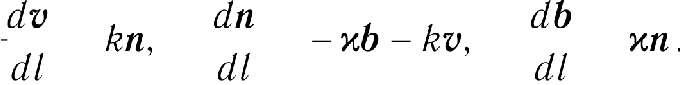 dv/dl kn, dn/dl −ϰb − kv, db/dl ϰn.